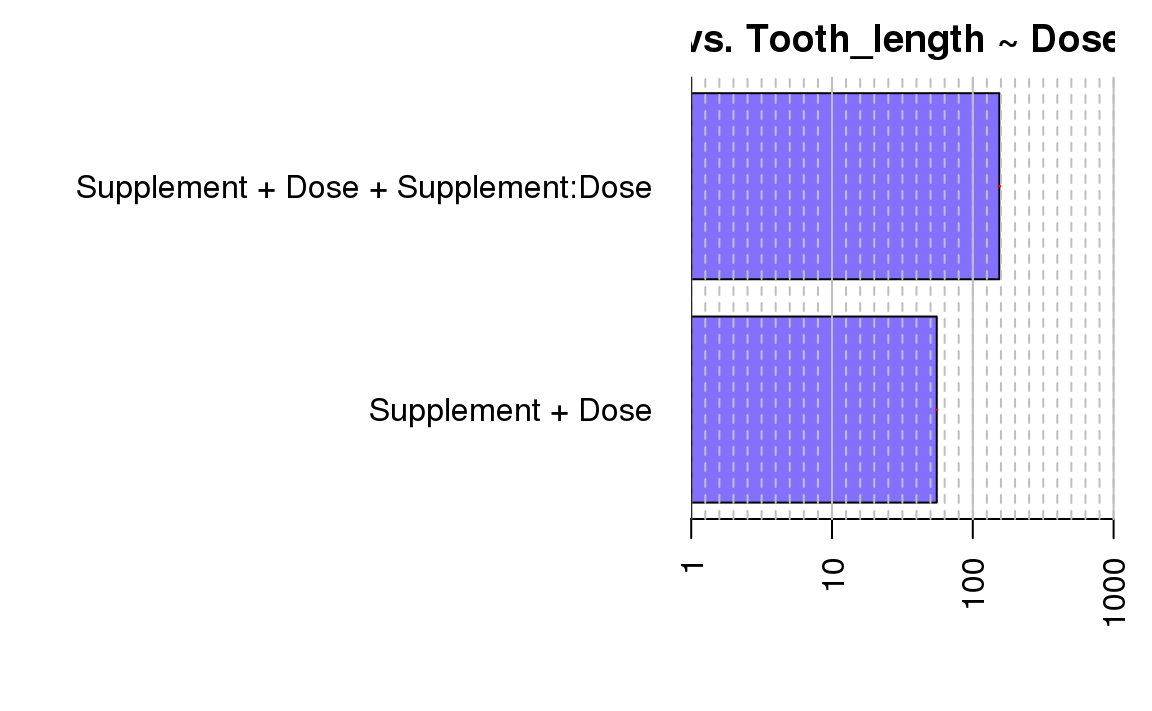 vs. Tooth_length ~ Dose
Supplement + Dose + Supplement:Dose
Supplement + Dose
1
10
100
1000